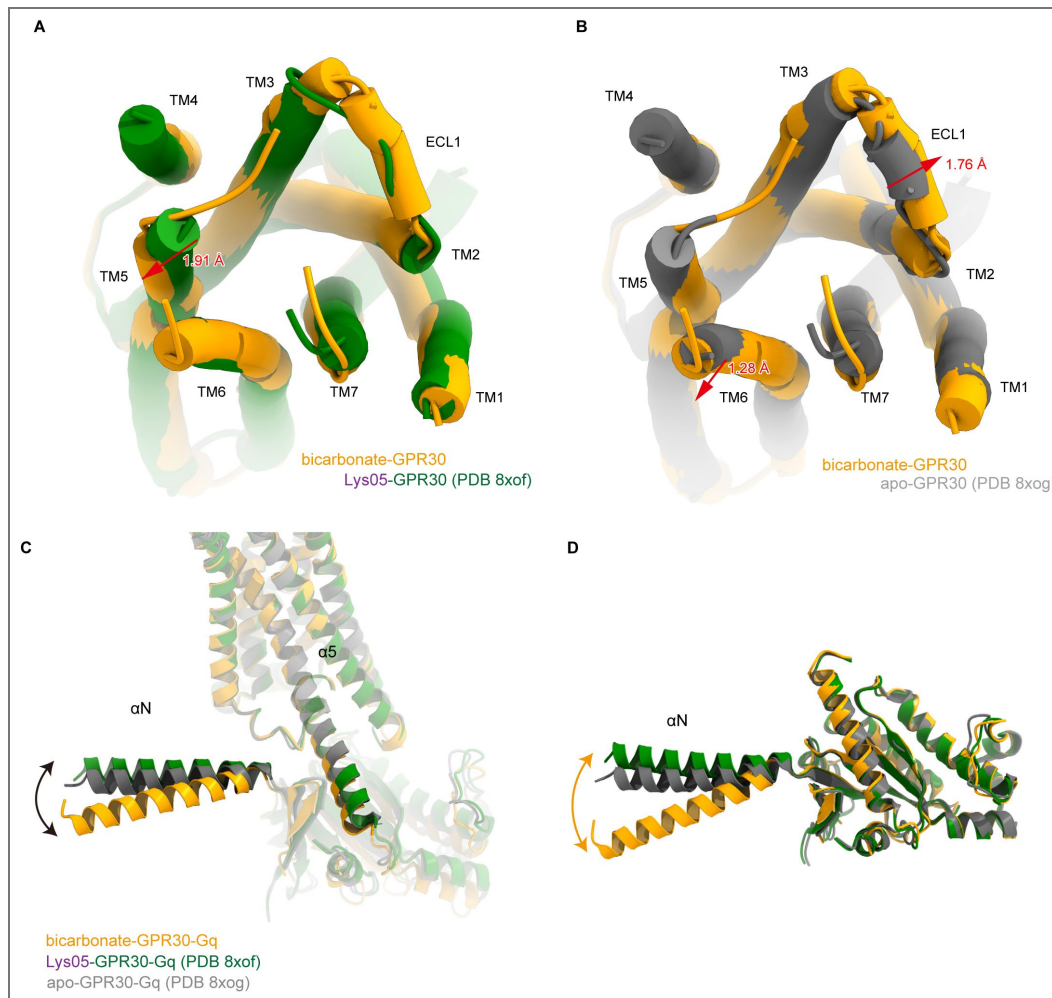 A
TM3
TM4
ECL1
TM5
1.91 Å
TM2
TM6
TM7
TM1
bicarbonate-GPR30
Lys05-GPR30 (PDB 8xof)
B
TM3
TM4
ECL1
1.76 Å
TM5
TM2
1.28 Å
TM6
TM7
TM1
bicarbonate-GPR30
apo-GPR30 (PDB 8xog
C
α5
αN
bicarbonate-GPR30-Gq
Lys05-GPR30-Gq (PDB 8xof)
apo-GPR30-Gq (PDB 8xog)
D
αN